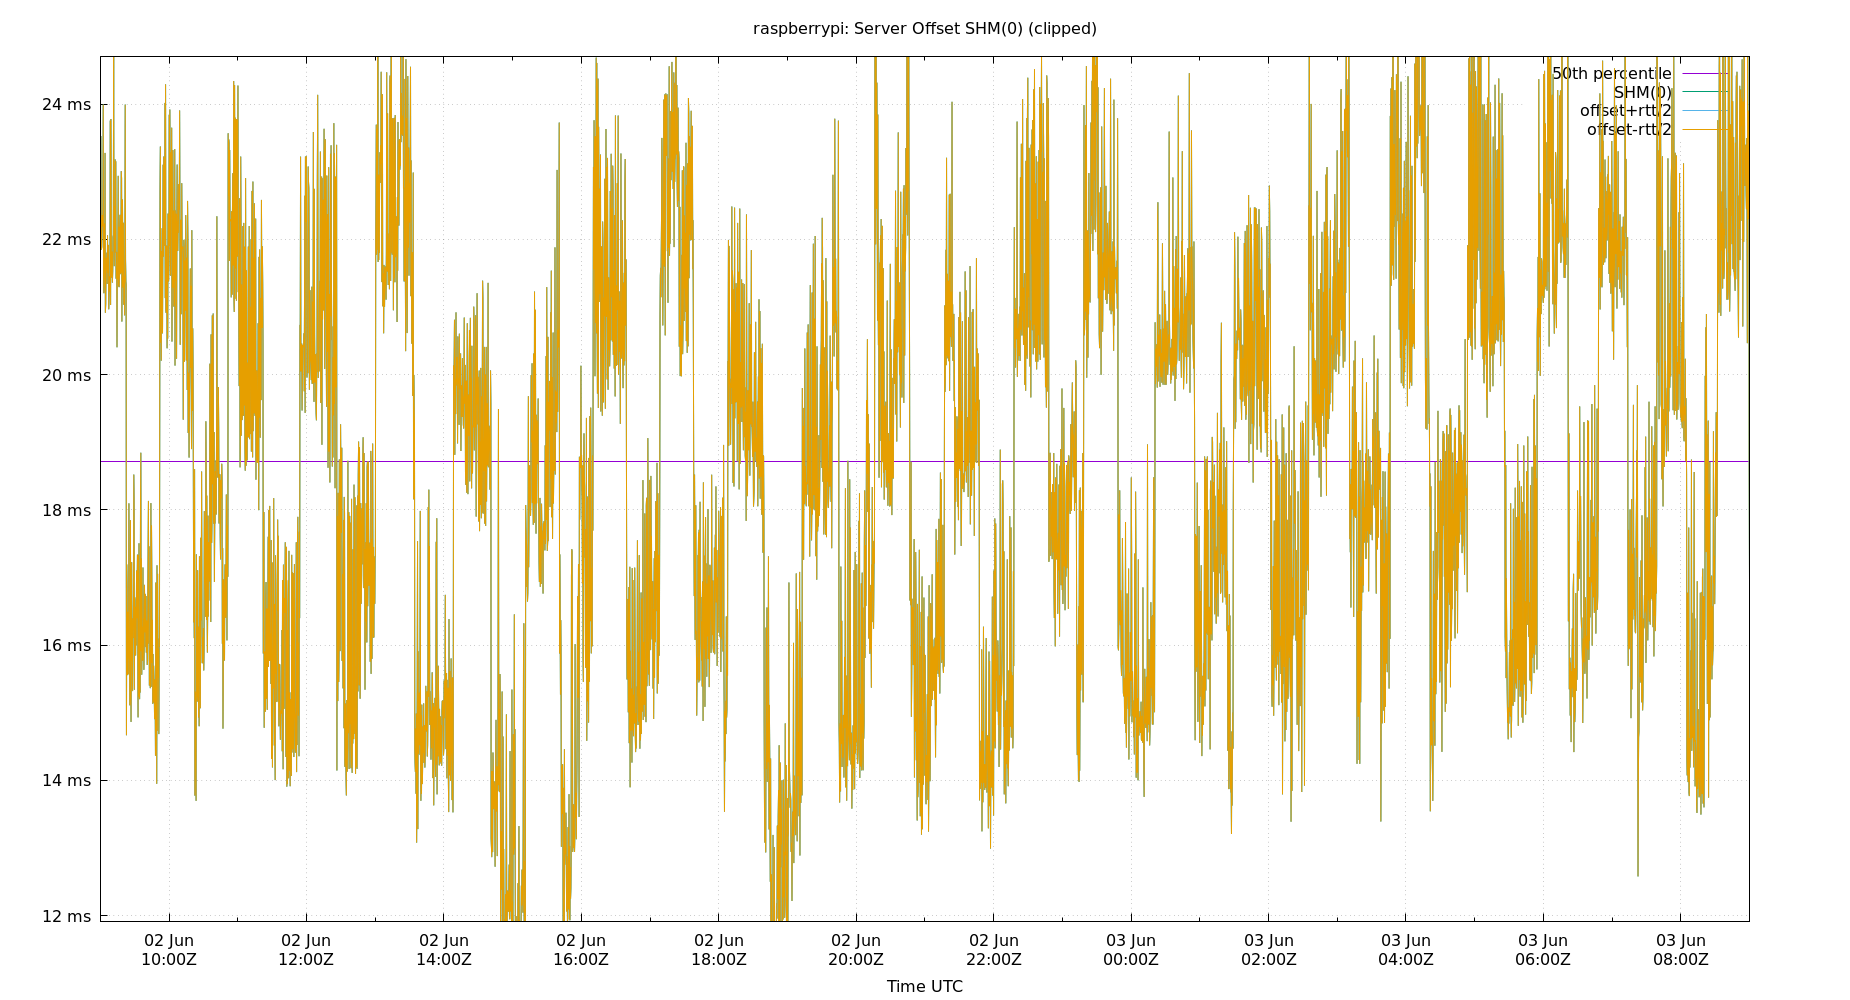 raspberrypi: Server Offset SHM(0) (clipped)
50th percentile
SHM(0)
offset+rtt/2
offset-rtt/2
24 ms
22 ms
20 ms
18 ms
16 ms
14 ms
12 ms
02 Jun 02 Jun 02 Jun 02 Jun 02 Jun 02 Jun 02 Jun 03 Jun 03 Jun 03 Jun 03 Jun 03 Jun
10:00Z 12:00Z 14:00Z 16:00Z 18:00Z 20:00Z 22:00Z 00:00Z 02:00Z 04:00Z 06:00Z 08:00Z
Time UTC